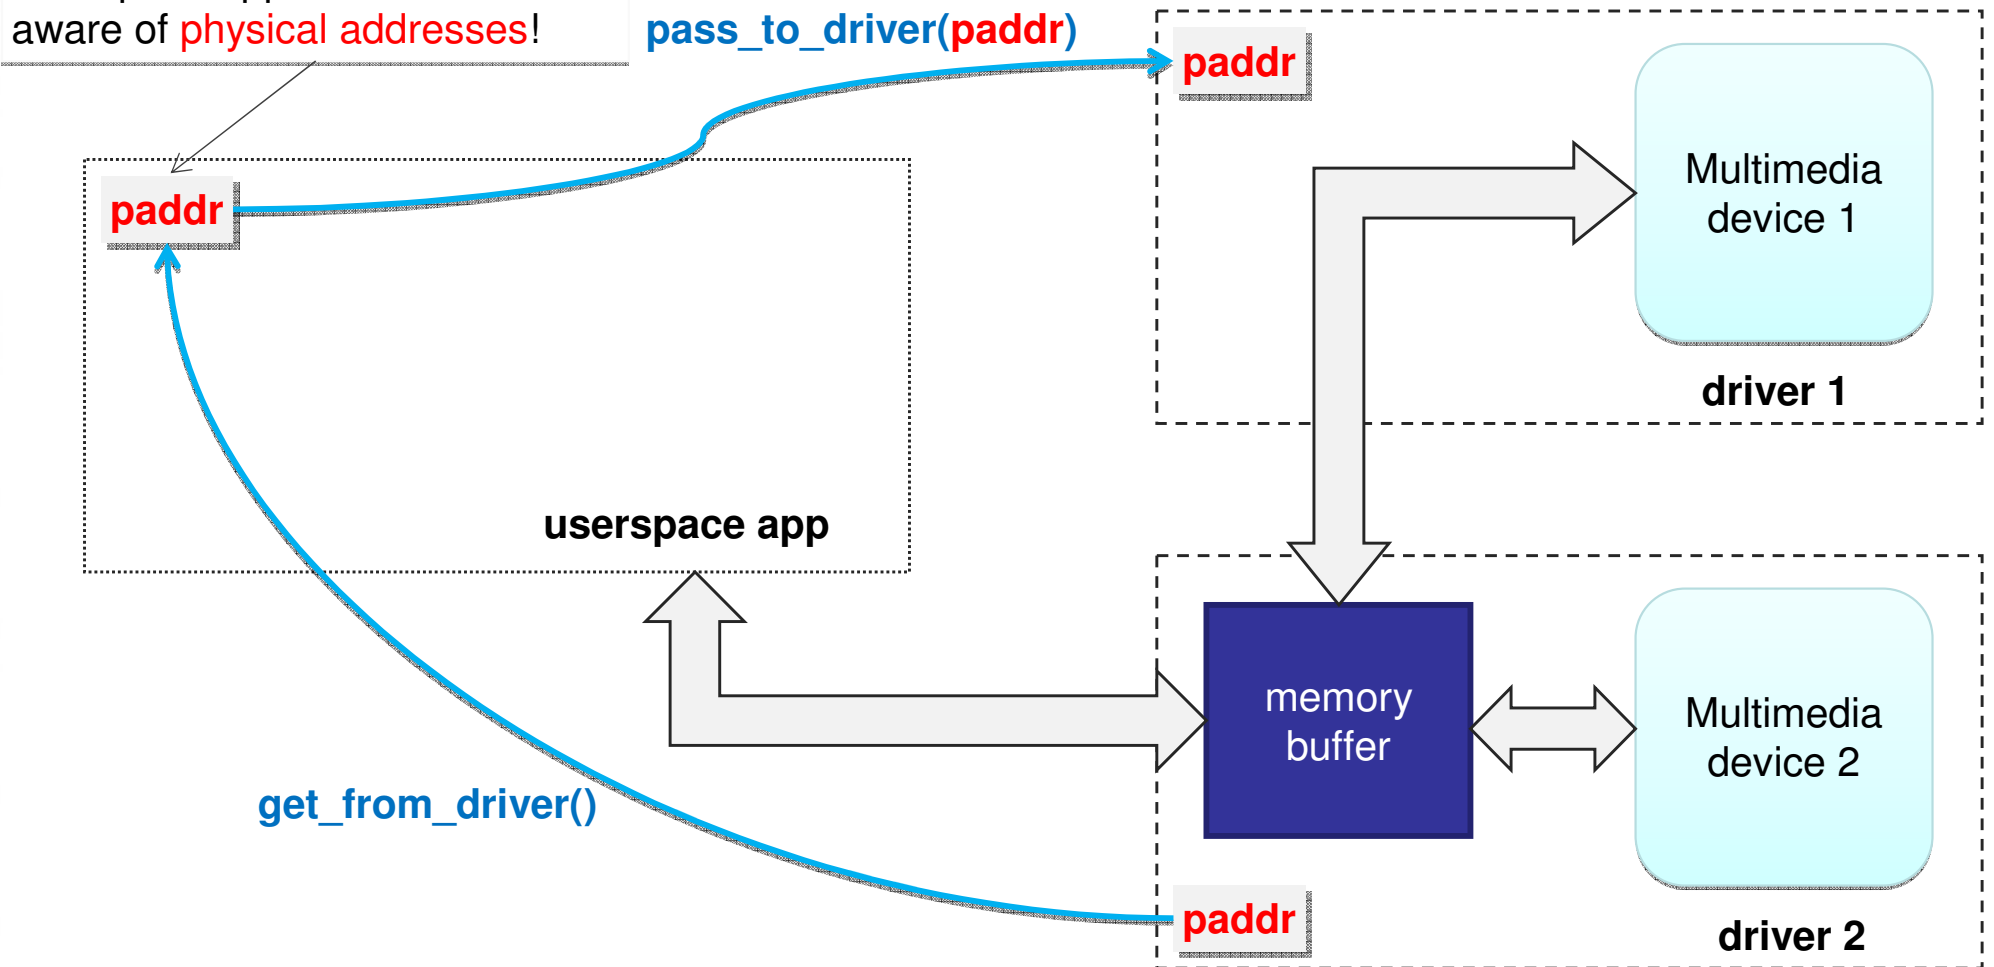 aware of physical addresses!
pass_to_driver(paddr)
paddr
Multimedia
device 1
driver 1
paddr
userspace app
memory
buffer
Multimedia
device 2
get_from_driver()
paddr
driver 2